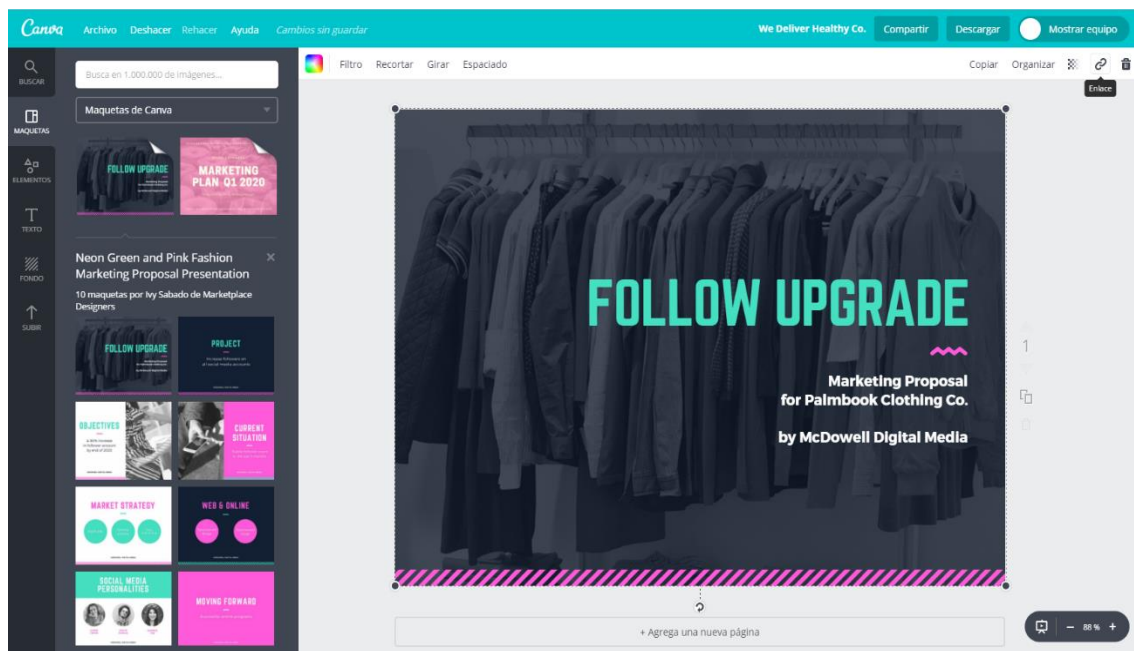 Canva
Archivo Deshacer Rehacer Ayuda Cambios sin guardar
We Deliver Healthy Co. Compartir Descargar Mostrar equipo
BUSCAR
MAQUETAS
ELEMENTOS
TEXTO
FONDO
SUBIR
Busca en 1.000.000 de imágenes...
Maquetas de Canva
FOLLOW UPGRADE
MARKETING
PLAN Q1 2020
Neon Green and Pink Fashion
Marketing Proposal Presentation
10 maquetas por Ivy Sabado de Marketplace
Designers
FOLLOW UPGRADE
PROJECT
OBJECTIVES
CURRENT
SITUATION
MARKET STRATEGY
WEB & ONLINE
SOCIAL MEDIA
PERSONALITIES
MOVING FORWARD
Filtro Recortar Girar Espaciado
Copiar Organizar
Enlace
FOLLOW UPGRADE
Marketing Proposal
for Palmbook Clothing Co.
by McDowell Digital Media
1
+ Agrega una nueva página
88 %